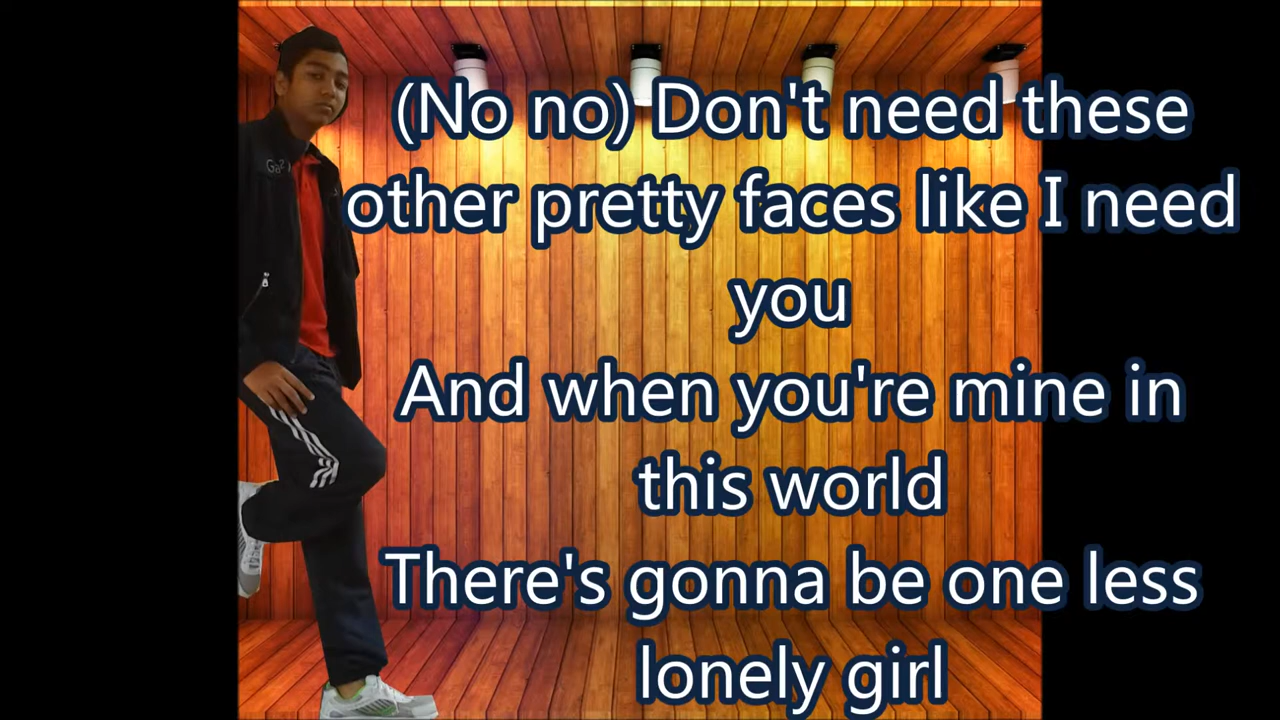 (No no) Don't need these
other pretty faces like I need
you
And when you're mine in
this world
There's gonna be one less
lonely girl